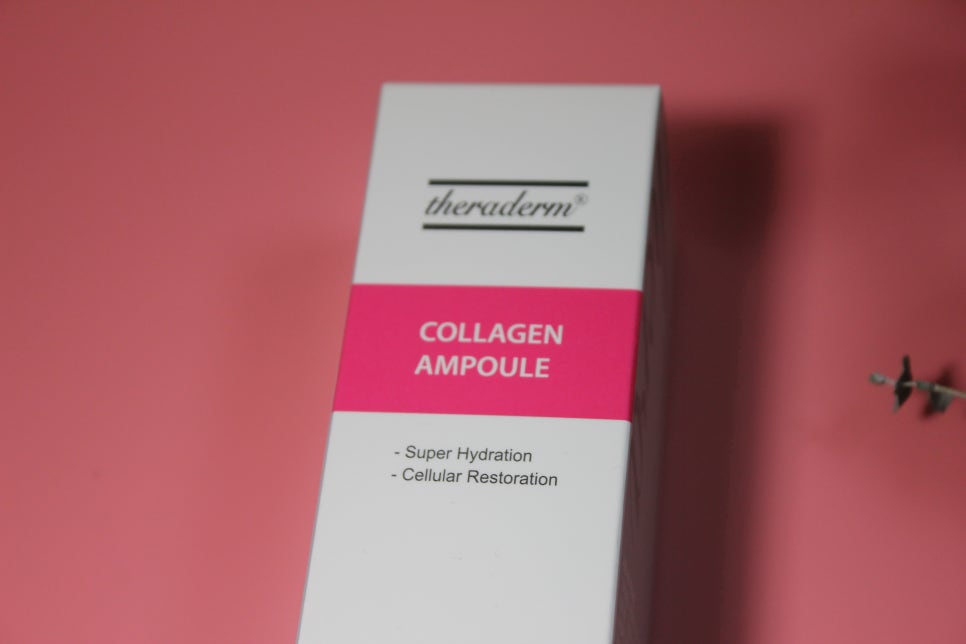 theraderm®
COLLAGEN
AMPOULE
- Super Hydration
- Cellular Restoration